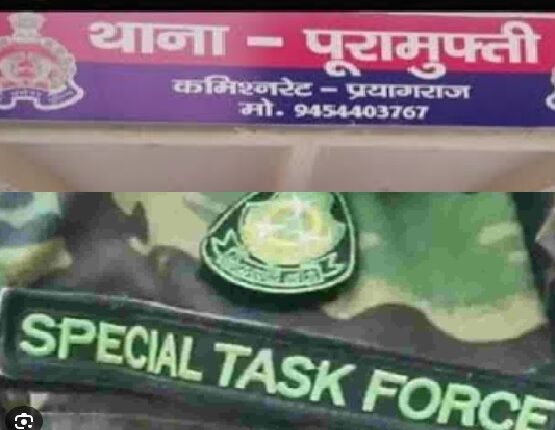 थाना - पूरामुफ्ती
कमिश्नरेट - प्रयागराज
मो. 9454403767
SPECIAL TASK FORCE